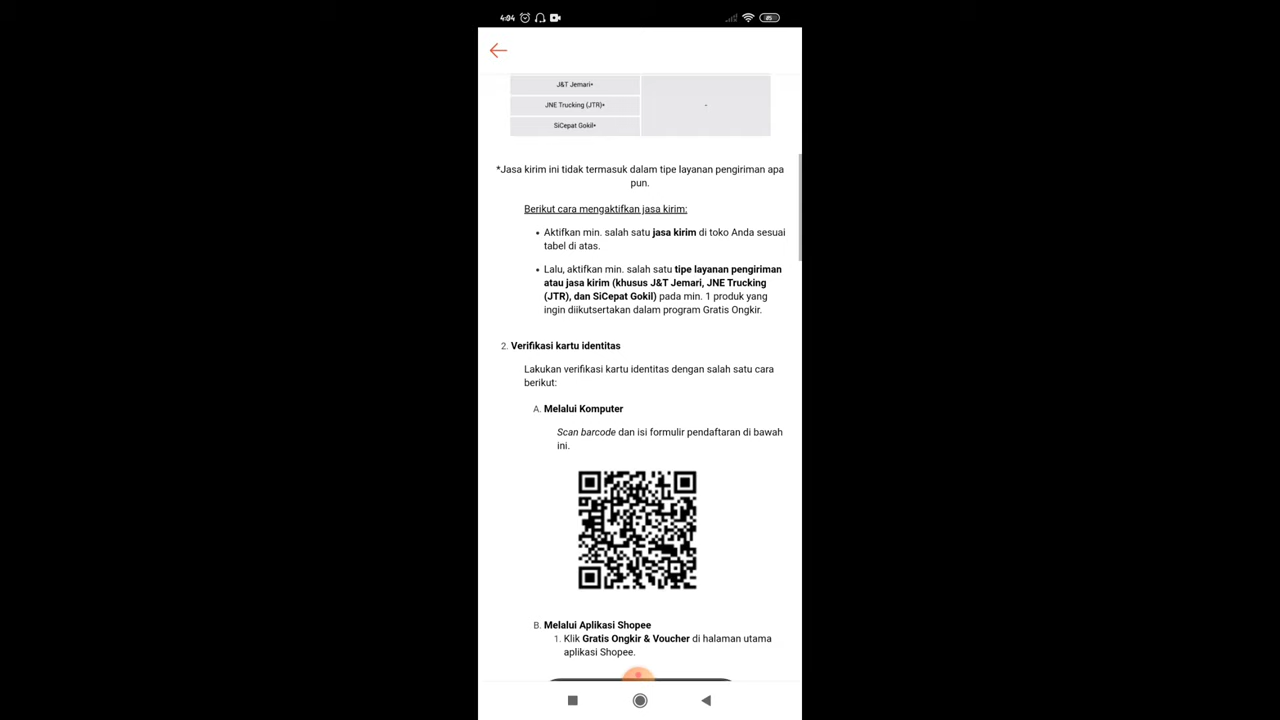 4:04
45
J&T Jemari*
JNE Trucking (JTR)*
-
SiCepat Gokil*
*Jasa kirim ini tidak termasuk dalam tipe layanan pengiriman apa
pun.
Berikut cara mengaktifkan jasa kirim:
• Aktifkan min. salah satu jasa kirim di toko Anda sesuai
tabel di atas.
• Lalu, aktifkan min. salah satu tipe layanan pengiriman
atau jasa kirim (khusus J&T Jemari, JNE Trucking
(JTR), dan SiCepat Gokil) pada min. 1 produk yang
ingin diikutsertakan dalam program Gratis Ongkir.
2. Verifikasi kartu identitas
Lakukan verifikasi kartu identitas dengan salah satu cara
berikut:
A. Melalui Komputer
Scan barcode dan isi formulir pendaftaran di bawah
ini.
B. Melalui Aplikasi Shopee
1. Klik Gratis Ongkir & Voucher di halaman utama
aplikasi Shopee.